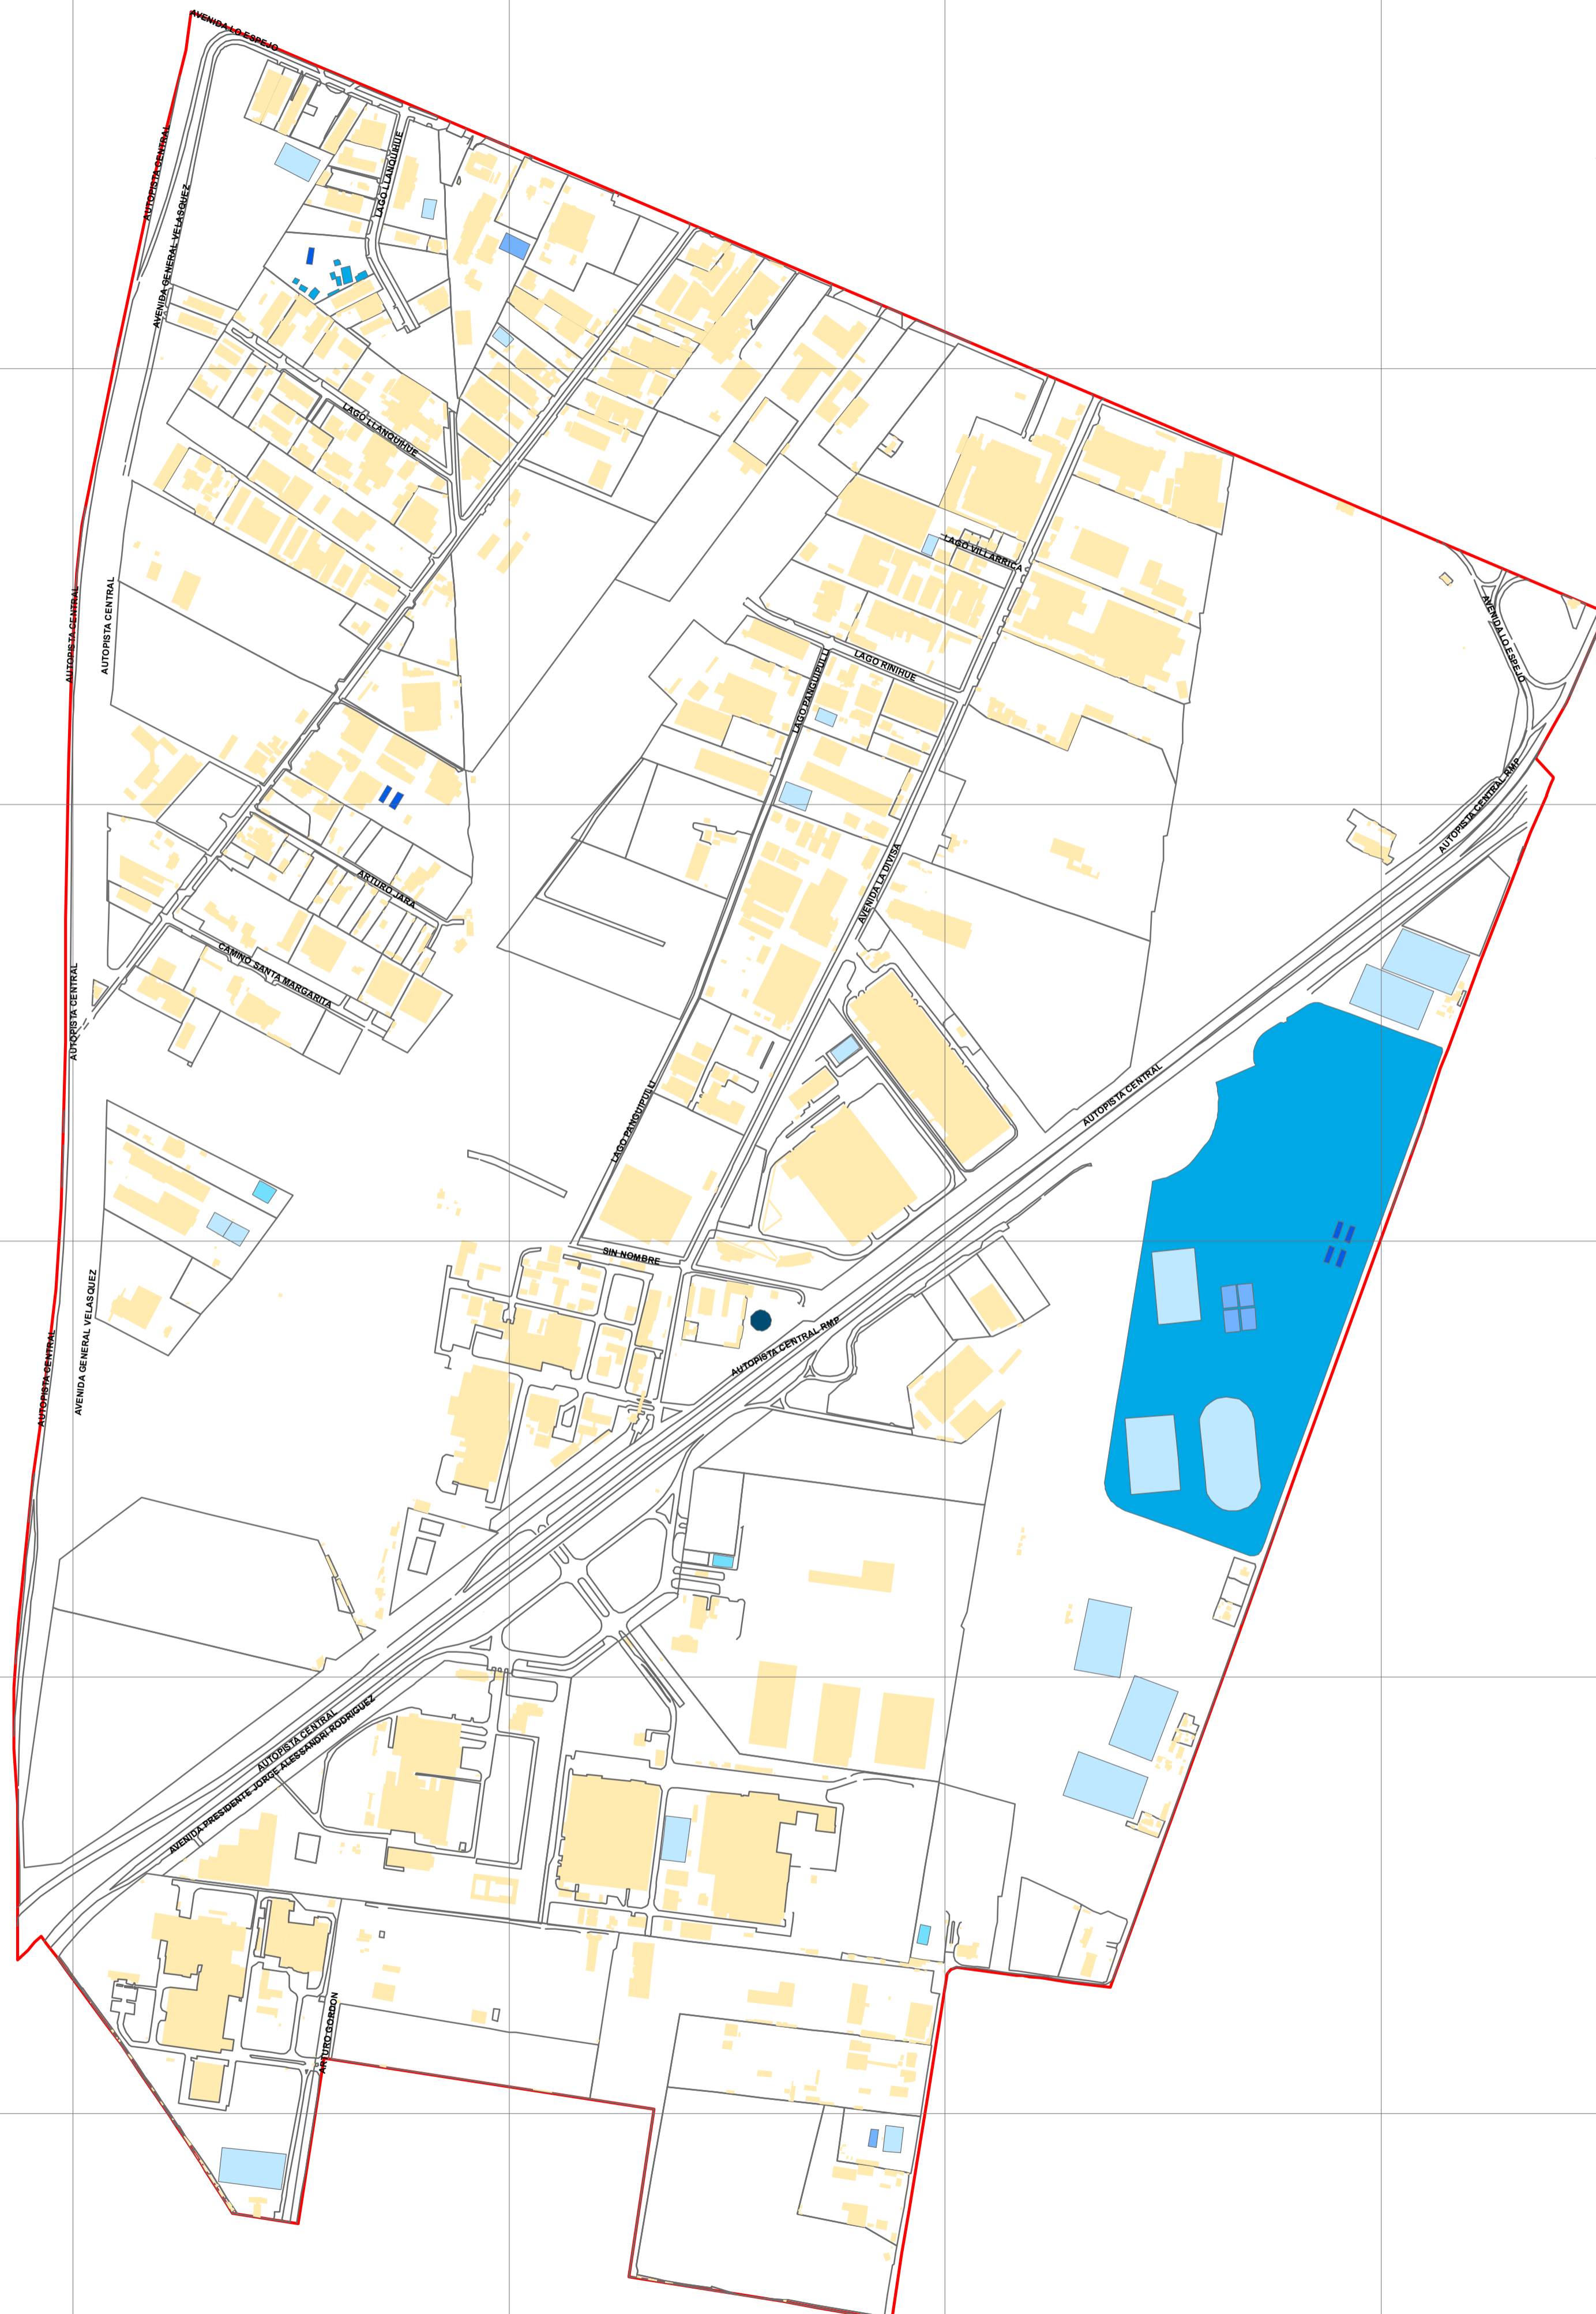 AVENIDA LO ESPEJO
AUTOPISTA CENTRAL
LAGO LLANQUIHUE
AVENIDA GENERAL VELASQUEZ
LAGO LLANQUIHUE
LAGO VILLARRICA
AUTOPISTA CENTRAL
AUTOPISTA CENTRAL
AVENIDA LO ESPEJO
LAGO RINIHUE
LAGO PANGUIPULLI
AUTOPISTA CENTRAL RMP
ARTURO JARA
AVENIDA LA DIVISA
CAMINO SANTA MARGARITA
AUTOPISTA CENTRAL
AUTOPISTA CENTRAL
LAGO PANGUIPULLI
SIN NOMBRE
AVENIDA GENERAL VELASQUEZ
AUTOPISTA CENTRAL
AUTOPISTA CENTRAL RMP
AUTOPISTA CENTRAL
AVENIDA PRESIDENTE JORGE ALESSANDRI RODRIGUEZ
ARTURO GORDON